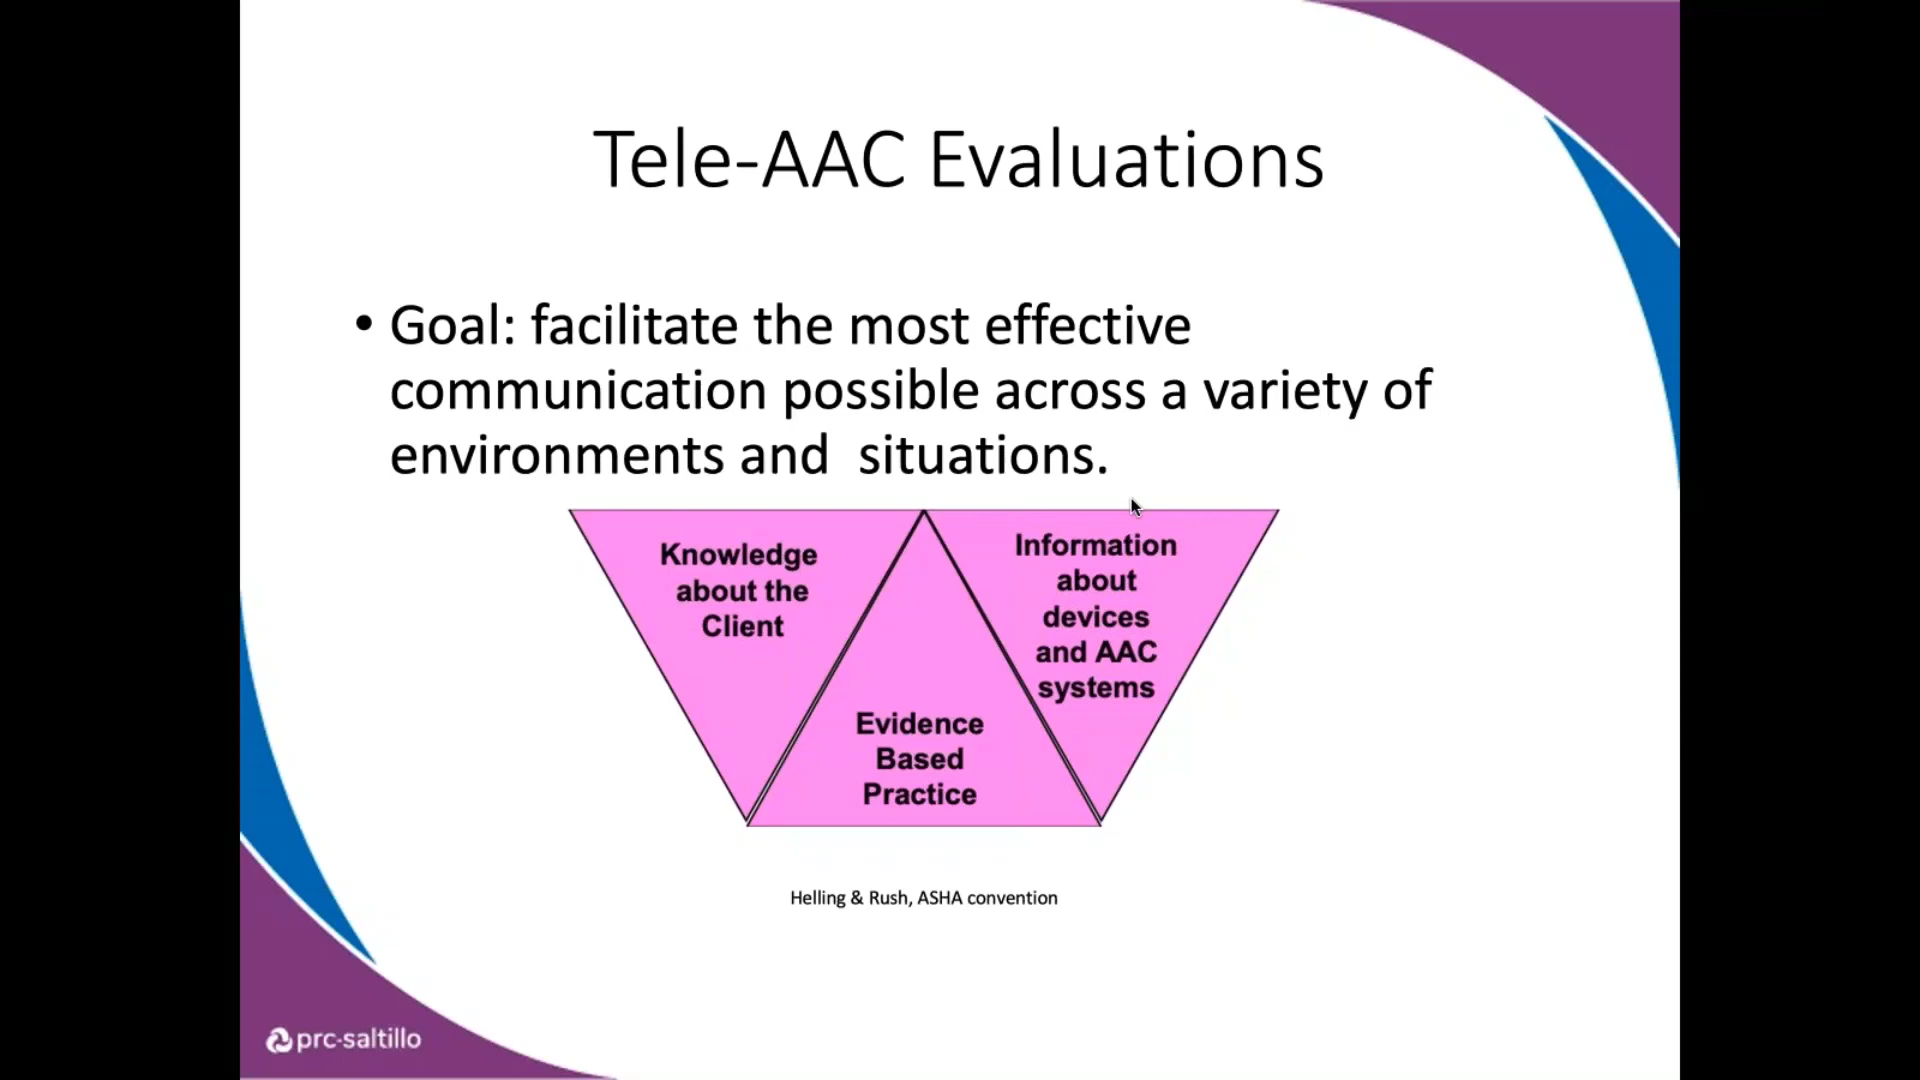 Tele-AAC Evaluations
• Goal: facilitate the most effective
communication possible across a variety of
environments and  situations.
Knowledge
about the
Client
Evidence
Based
Practice
Information
about
devices
and AAC
systems
Helling & Rush, ASHA convention
prc-saltillo